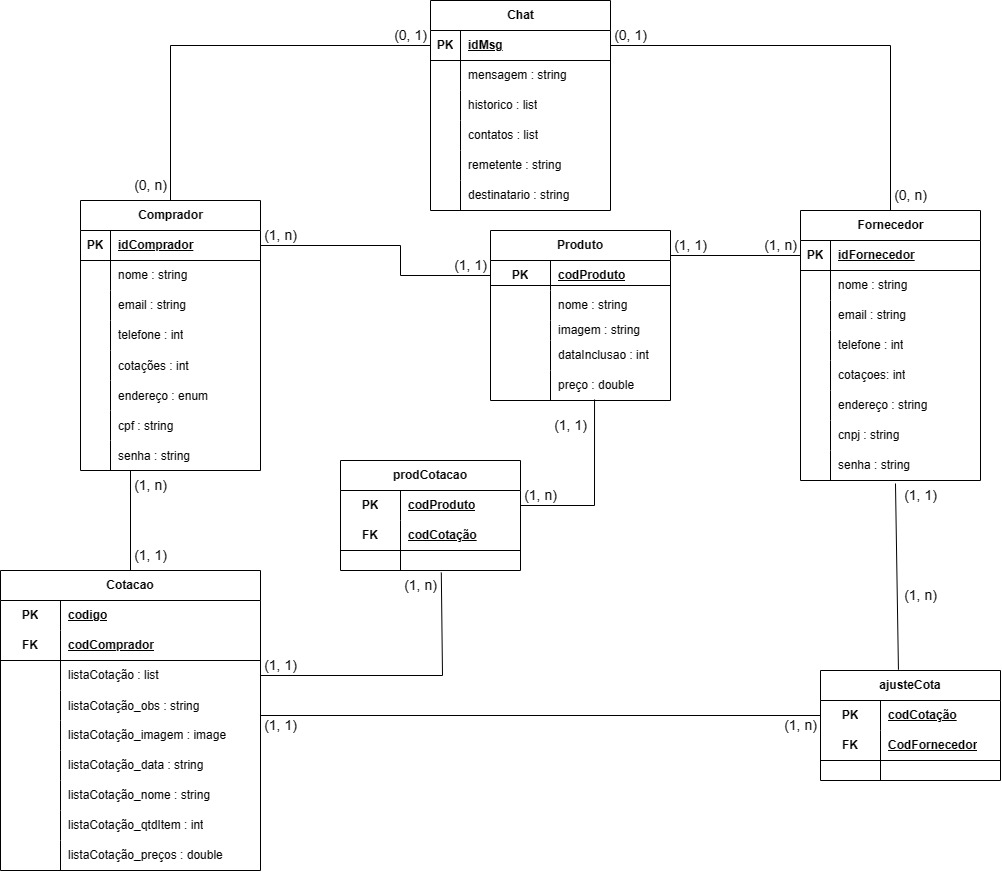 Chat
(0, 1)
(0, 1)
PK idMsg
mensagem : string
historico : list
contatos : list
remetente : string
destinatario : string
(0, n)
(0, n)
Comprador
PK idComprador
nome : string
email : string
telefone : int
cotações : int
endereço : enum
cpf : string
senha : string
(1, n)
(1, 1)
Produto
PK codProduto
nome : string
imagem : string
dataInclusao : int
preço : double
(1, 1)
(1, n)
Fornecedor
PK idFornecedor
nome : string
email : string
telefone : int
cotaçoes: int
endereço : string
cnpj : string
senha : string
(1, 1)
(1, n)
prodCotacao
PK codProduto
FK codCotação
(1, n)
(1, n)
(1, 1)
(1, 1)
(1, n)
Cotacao
PK codigo
FK codComprador
listaCotação : list
listaCotação_obs : string
listaCotação_imagem : image
listaCotação_data : string
listaCotação_nome : string
listaCotação_qtdItem : int
listaCotação_preços : double
(1, 1)
(1, 1)
(1, n)
(1, n)
ajusteCota
PK codCotação
FK CodFornecedor